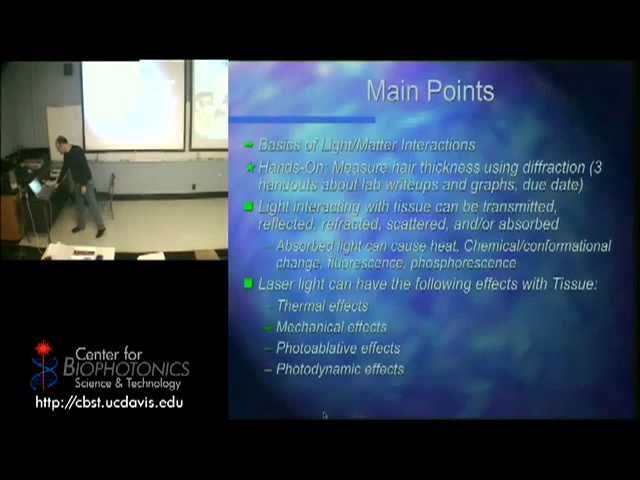 Main Points
Basics of Light/Matter Interactions
Hands-On: Measure hair thickness using diffraction (3
handouts about lab writeups and graphs, due date)
Light interacting with tissue can be transmitted,
reflected, refracted, scattered, and/or absorbed
– Absorbed light can cause heat, Chemical/conformational
change, fluorescence, phosphorescence
Laser light can have the following effects with Tissue:
– Thermal effects
– Mechanical effects
– Photoablative effects
– Photodynamic effects
Center for
BIOPHOTONICS
Science & Technology
http://cbst.ucdavis.edu